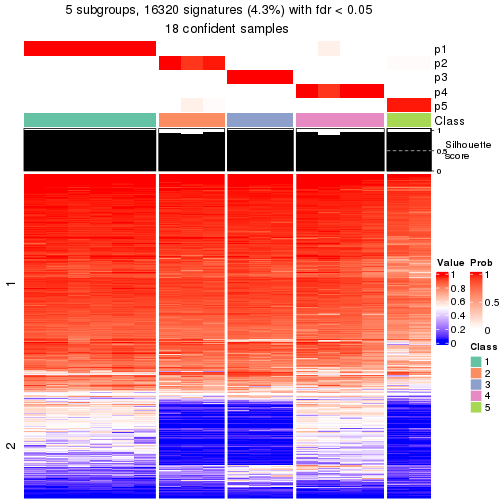 5 subgroups, 16320 signatures (4.3%) with fdr < 0.05
18 confident samples
p1
p2
p3
p4
p5
Class
1
0.5
0
Silhouette
score
1
2
Value
1
0.8
0.6
0.4
0.2
0
Prob
1
0.5
0
Class
1
2
3
4
5